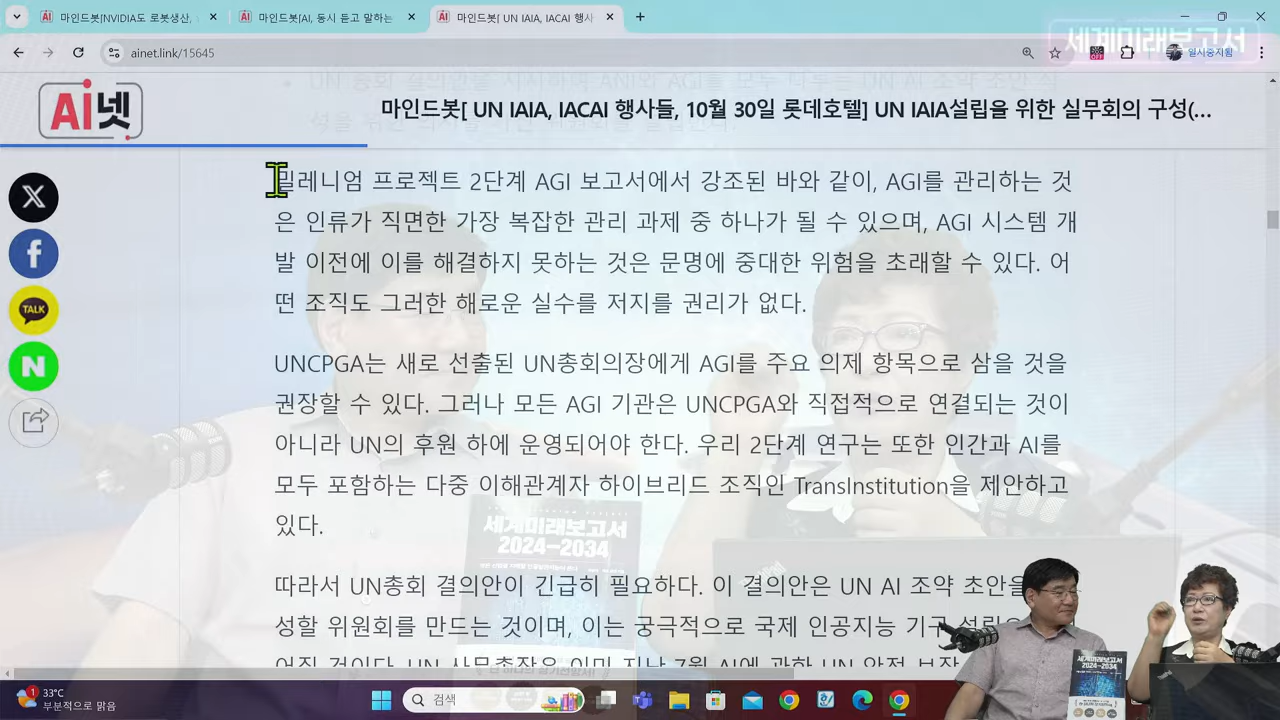 마인드봇[NVIDIA도 로봇생산,
마인드봇[AI, 동시 듣고 말하는
마인드봇[ UN IAIA, IACAI 행사
세계미래보고서
ainet.link/15645
OFF
일시중지됨
Ai넷
마인드봇[ UN IAIA, IACAI 행사들, 10월 30일 롯데호텔] UN IAIA설립을 위한 실무회의 구성(...
밀레니엄 프로젝트 2단계 AGI 보고서에서 강조된 바와 같이, AGI를 관리하는 것
은 인류가 직면한 가장 복잡한 관리 과제 중 하나가 될 수 있으며, AGI 시스템 개
발 이전에 이를 해결하지 못하는 것은 문명에 중대한 위험을 초래할 수 있다. 어
떤 조직도 그러한 해로운 실수를 저지를 권리가 없다.
UNCPGA는 새로 선출된 UN총회의장에게 AGI를 주요 의제 항목으로 삼을 것을
권장할 수 있다. 그러나 모든 AGI 기관은 UNCPGA와 직접적으로 연결되는 것이
아니라 UN의 후원 하에 운영되어야 한다. 우리 2단계 연구는 또한 인간과 AI를
모두 포함하는 다중 이해관계자 하이브리드 조직인 TransInstitution을 제안하고
있다.
따라서 UN총회 결의안이 긴급히 필요하다. 이 결의안은 UN AI 조약 초안을
성할 위원회를 만드는 것이며, 이는 궁극적으로 국제 인공지능 기구
TALK
N
세계미래보고서
2024-2034
세계미래보고서
2024-2034
1
33°C
부분적으로 맑음
검색